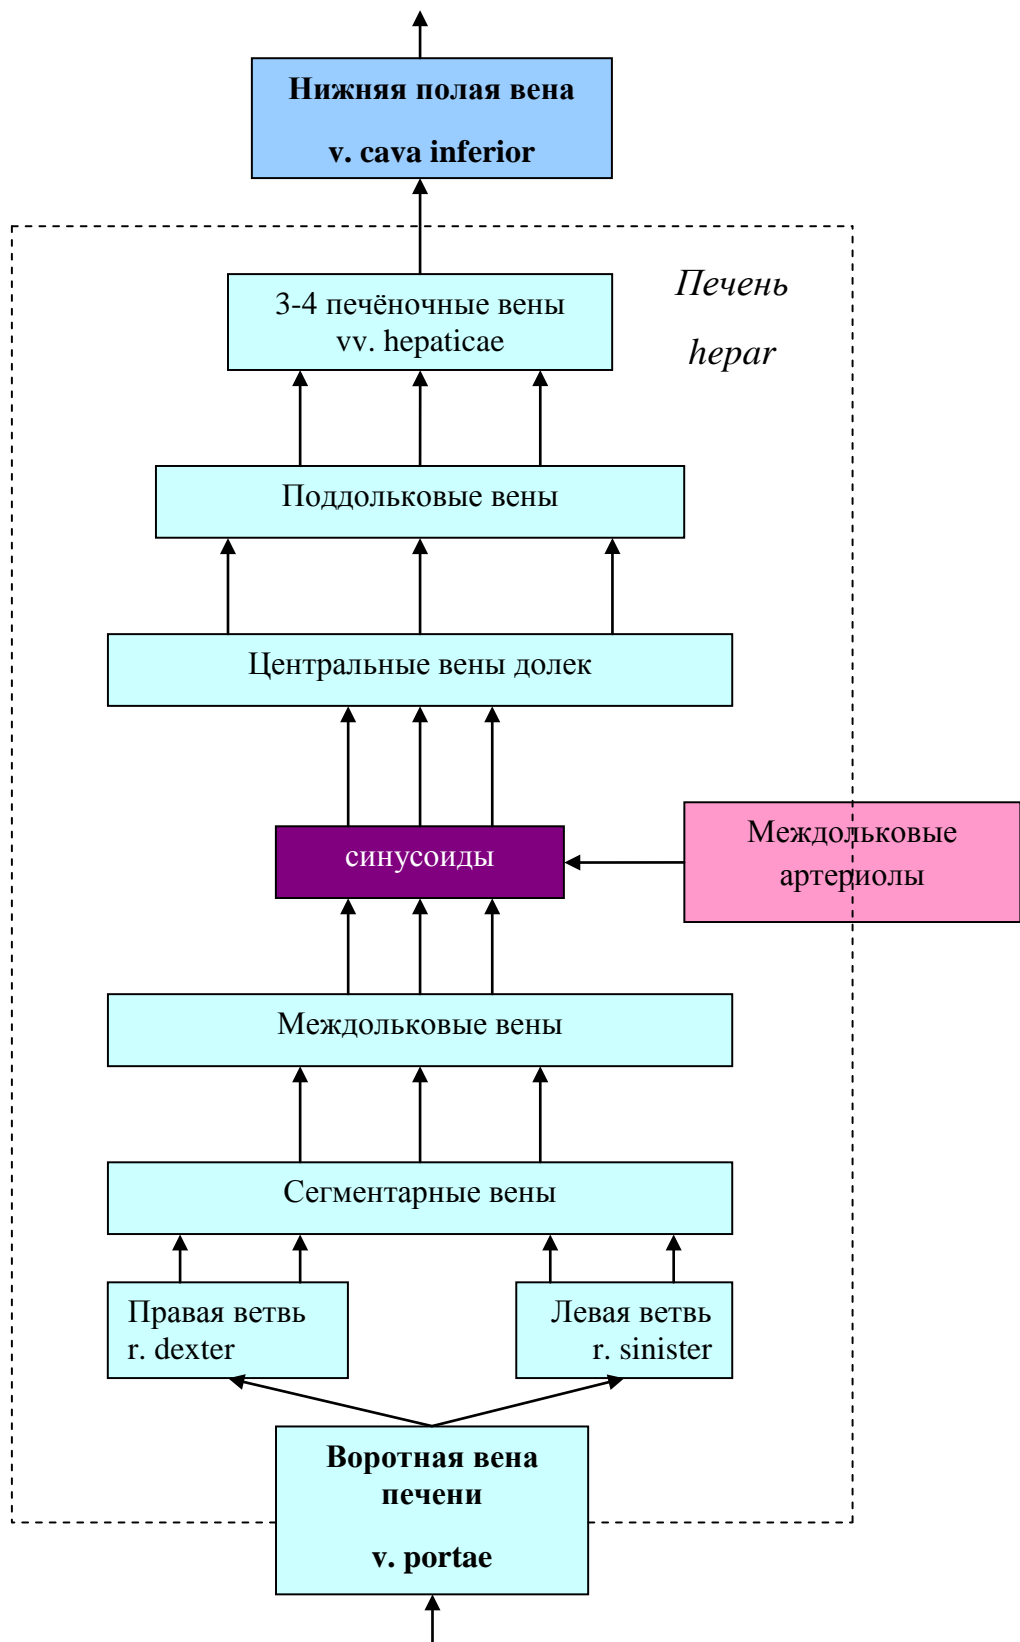 Нижняя полая вена
v. cava inferior
Печень
hepar
3-4 печёночные вены
vv. hepaticae
Поддольковые вены
Центральные вены долек
синусоиды
Междольковые
артериолы
Междольковые вены
Сегментарные вены
Правая ветвь
r. dexter
Левая ветвь
r. sinister
Воротная вена
печени
v. portae